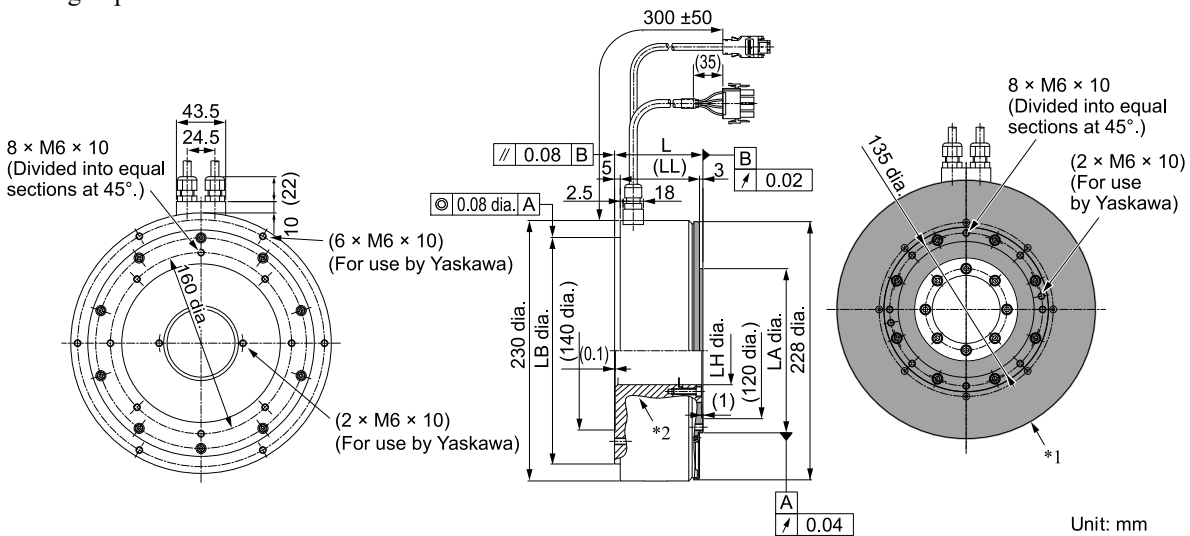 300 ±50
(35)
43.5
24.5
8 × M6 × 10
(Divided into equal
sections at 45°.)
(22)
10
(6 × M6 × 10)
(For use by Yaskawa)
160 dia.
(2 × M6 × 10)
(For use by Yaskawa)
// 0.08 B
L
(LL)
B
0.02
5
3
2.5
18
◎ 0.08 dia. A
230 dia.
LB dia.
(140 dia.)
(0.1)
LH dia.
(120 dia.)
LA dia.
228 dia.
(1)
*2
A
0.04
8 × M6 × 10
(Divided into equal
sections at 45°.)
135 dia.
(2 × M6 × 10)
(For use
by Yaskawa)
*1
Unit: mm